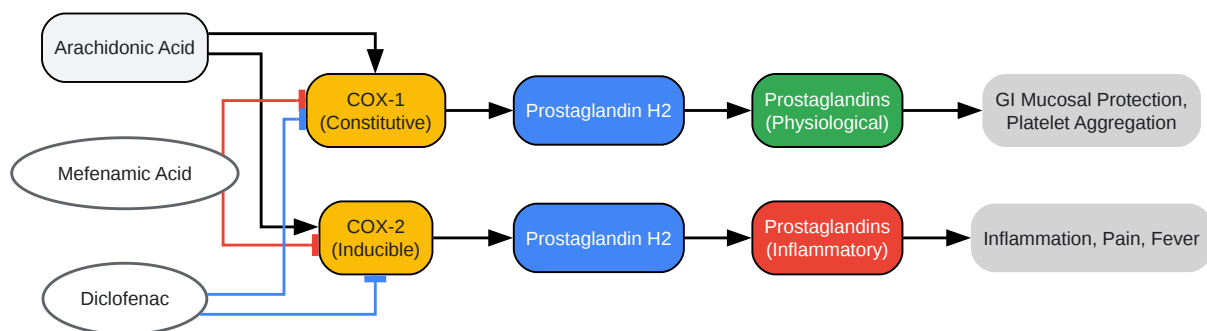 Arachidonic Acid
COX-1
(Constitutive)
Prostaglandin H2
Prostaglandins
(Physiological)
GI Mucosal Protection,
Platelet Aggregation
Mefenamic Acid
COX-2
(Inducible)
Prostaglandin H2
Prostaglandins
(Inflammatory)
Inflammation, Pain, Fever
Diclofenac